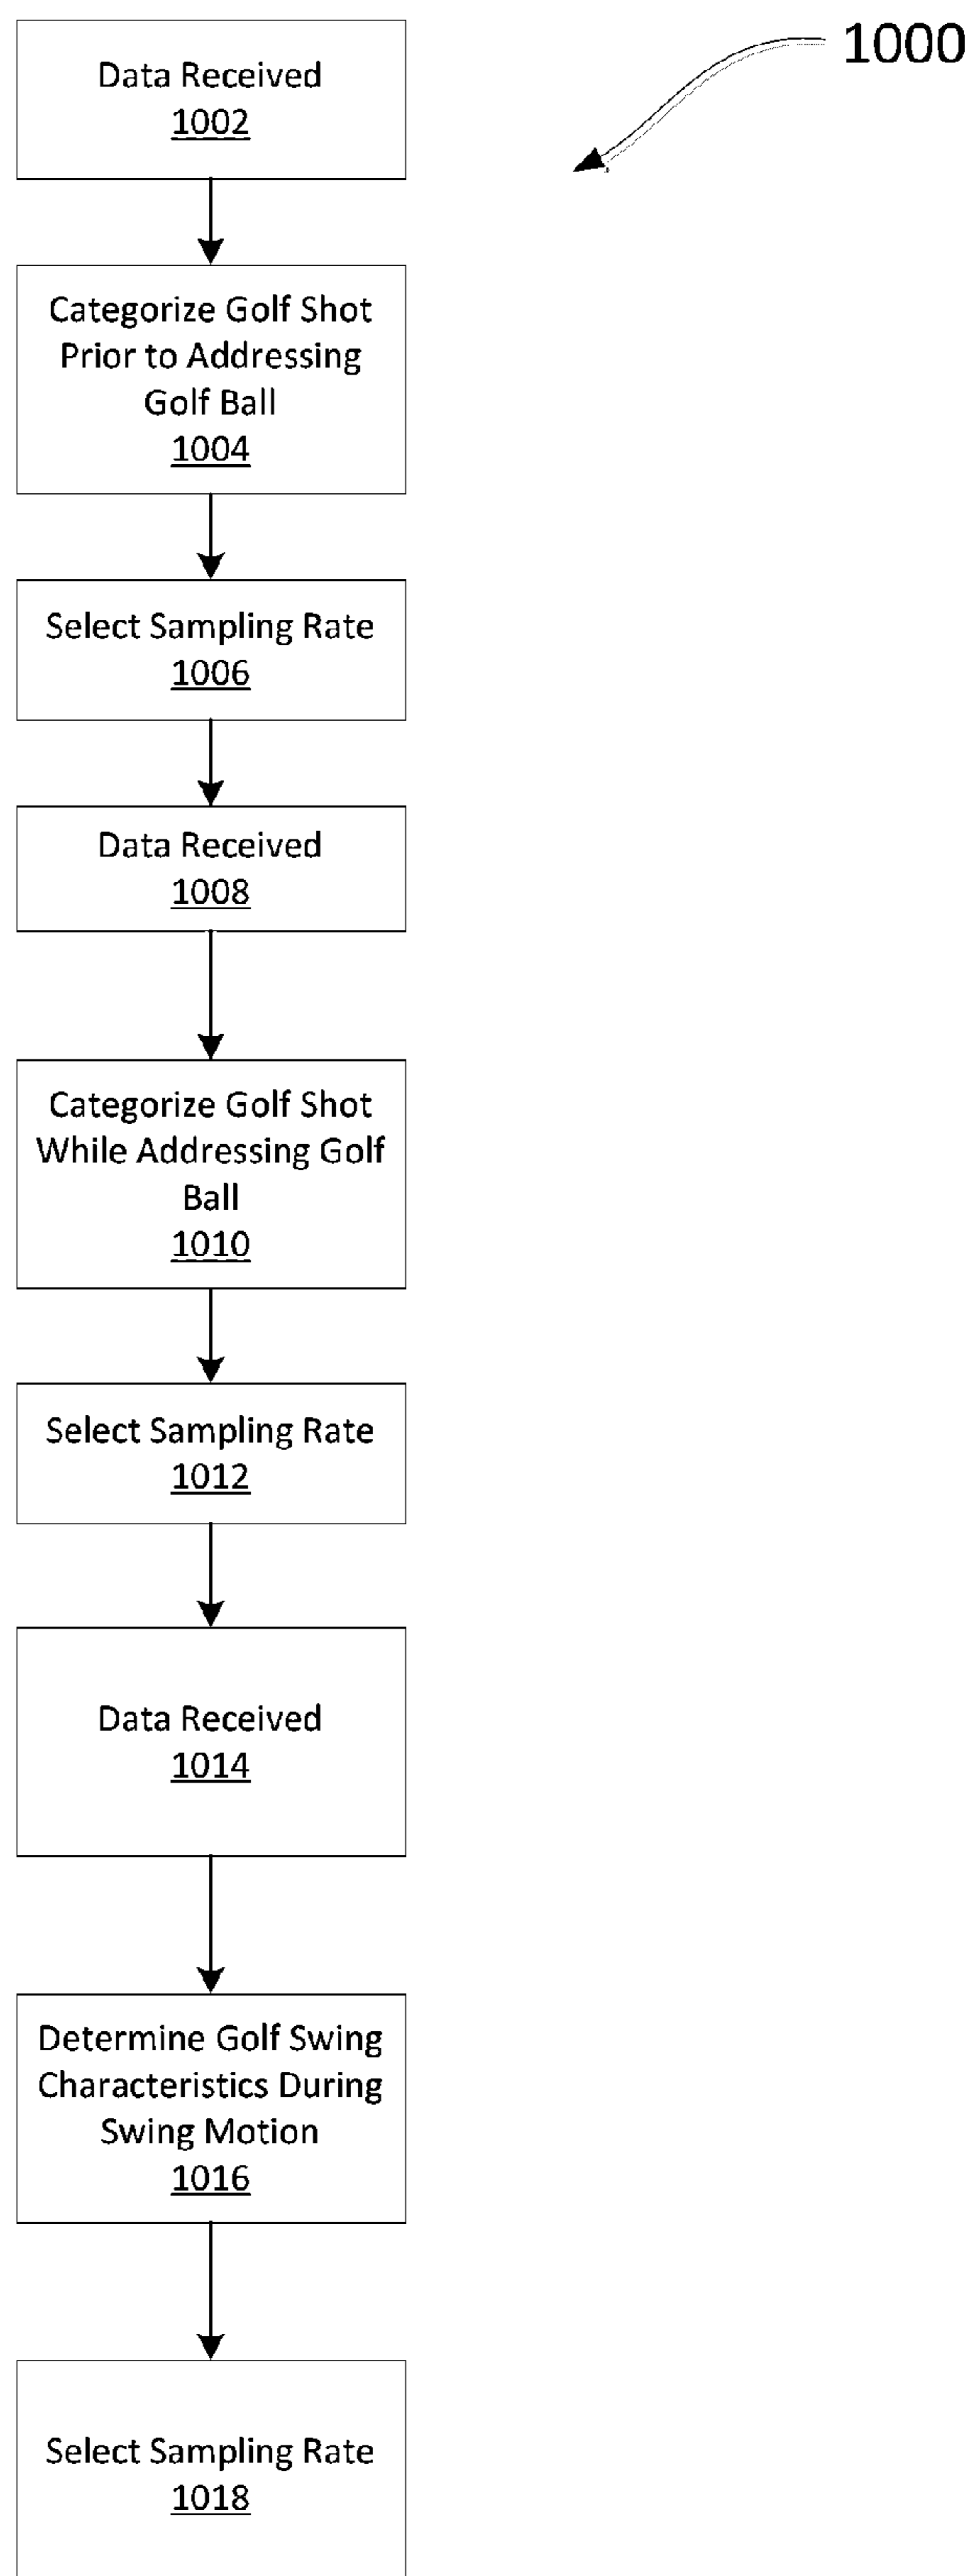 1000
Data Received
1002
Categorize Golf Shot
Prior to Addressing
Golf Ball
1004
Select Sampling Rate
1006
Data Received
1008
Categorize Golf Shot
While Addressing Golf
Ball
1010
Select Sampling Rate
1012
Data Received
1014
Determine Golf Swing
Characteristics During
Swing Motion
1016
Select Sampling Rate
1018